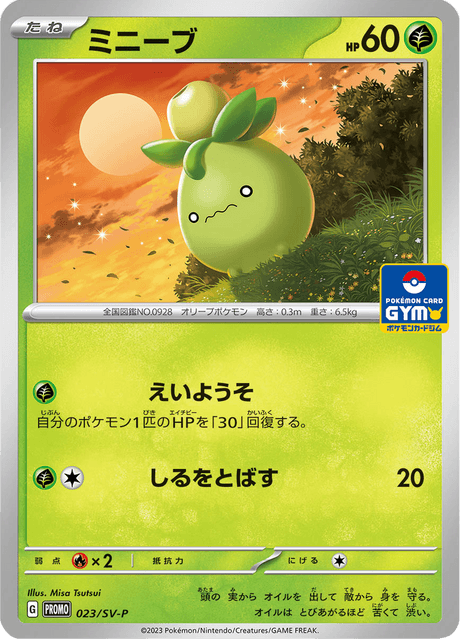 たね
ミニーブ
HP60
POKÉMON CARD
GYM
ポケモンカードジム
全国図鑑NO.0928 オリーブポケモン 高さ:0.3m 重さ:6.5kg
えいようそ
自分のポケモン1匹のHPを「30」回復する。
しるをとばす 20
弱点 ×2 抵抗力 にげる
Illus. Misa Tsutsui
G PROMO 023/SV-P
頭の 実から オイルを 出して 敵から 身を 守る。
オイルは とびあがるほど 苦くて 渋い。
©2023 Pokémon/Nintendo/Creatures/GAME FREAK.